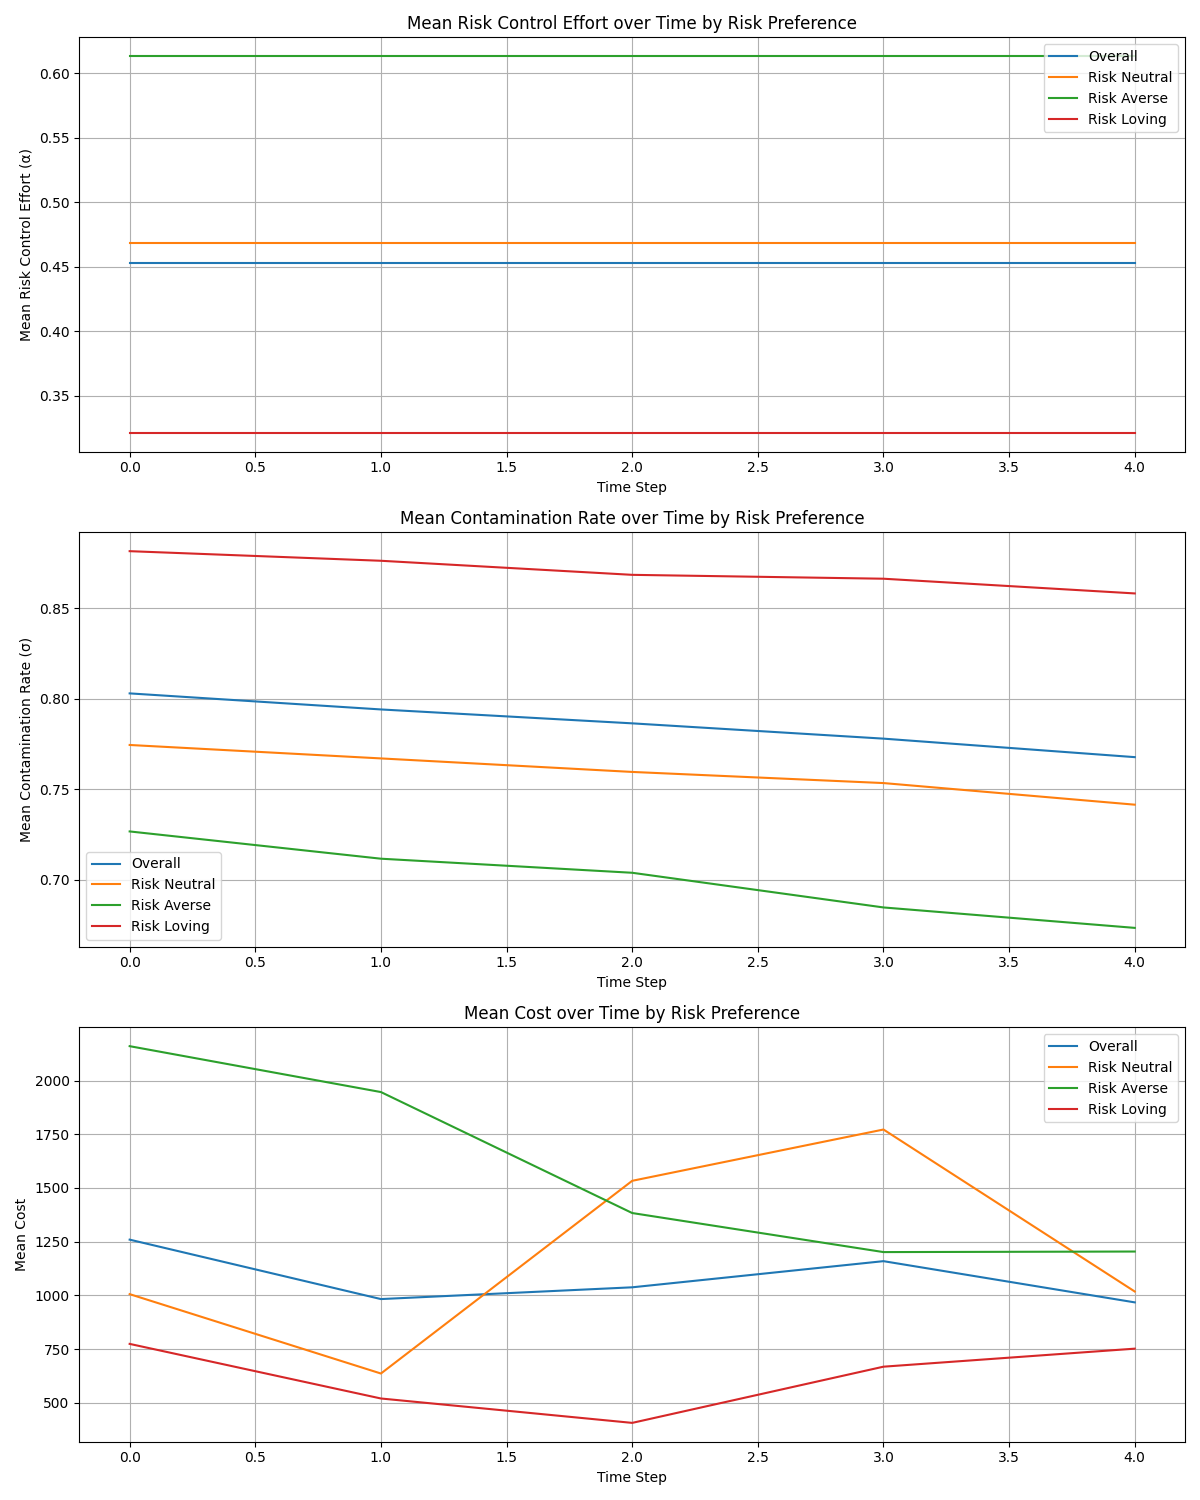 Mean Risk Control Effort over Time by Risk Preference
Mean Risk Control Effort (α)
0.60
0.55
0.50
0.45
0.40
0.35
Overall
Risk Neutral
Risk Averse
Risk Loving
0.0 0.5 1.0 1.5 2.0 2.5 3.0 3.5 4.0
Time Step
Mean Contamination Rate over Time by Risk Preference
Mean Contamination Rate (σ)
0.85
0.80
0.75
0.70
Overall
Risk Neutral
Risk Averse
Risk Loving
0.0 0.5 1.0 1.5 2.0 2.5 3.0 3.5 4.0
Time Step
Mean Cost over Time by Risk Preference
Mean Cost
2000
1750
1500
1250
1000
750
500
Overall
Risk Neutral
Risk Averse
Risk Loving
0.0 0.5 1.0 1.5 2.0 2.5 3.0 3.5 4.0
Time Step